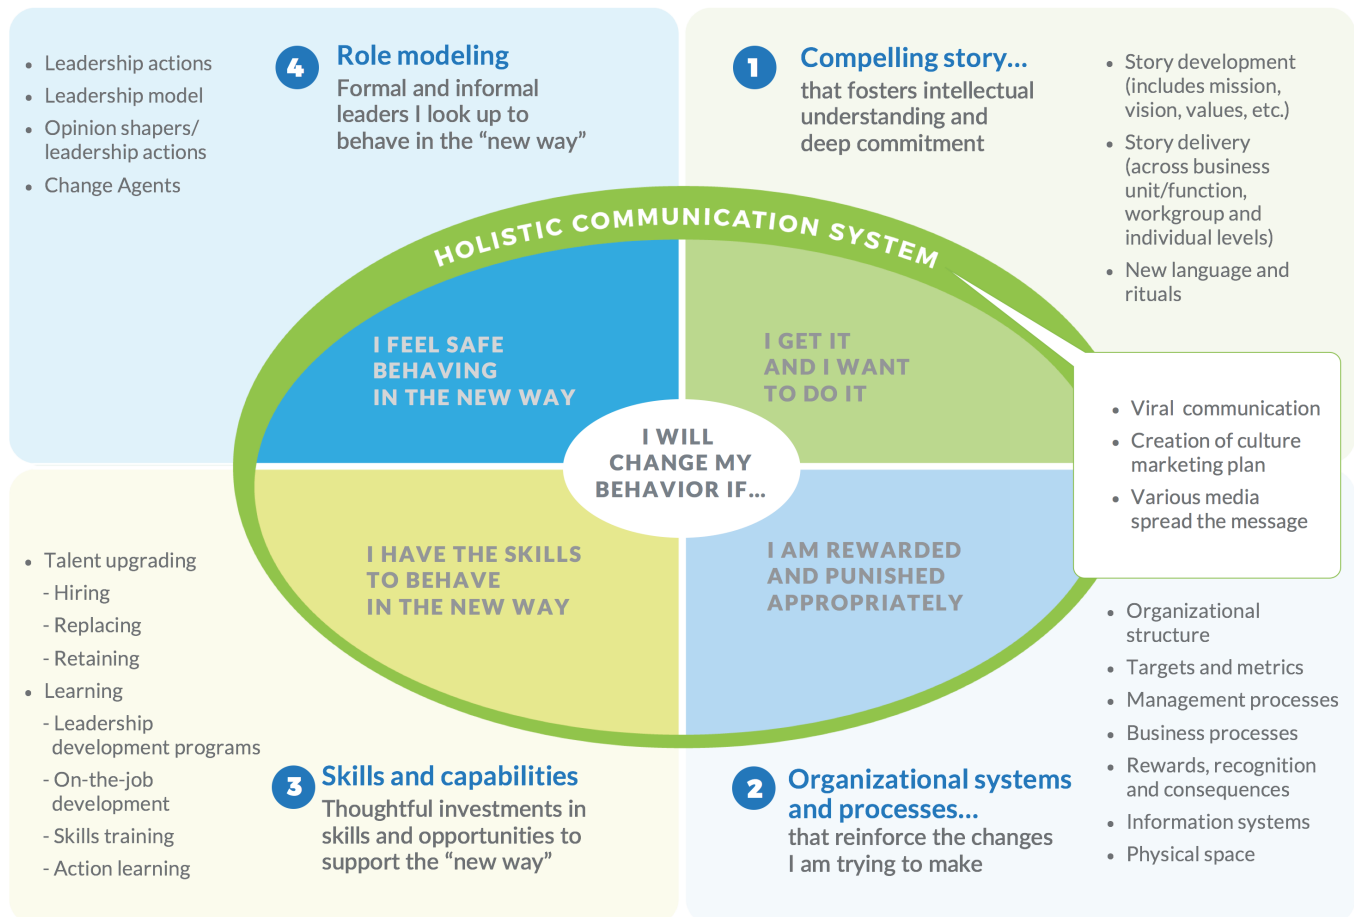 • Leadership actions
• Leadership model
• Opinion shapers/
leadership actions
• Change Agents
4
Role modeling
Formal and informal
leaders I look up to
behave in the “new way”
1
Compelling story...
that fosters intellectual
understanding and
deep commitment
• Story development
(includes mission,
vision, values, etc.)
• Story delivery
(across business
unit/function,
workgroup and
individual levels)
• New language and
rituals
HOLISTIC COMMUNICATION SYSTEM
I FEEL SAFE
BEHAVING
IN THE NEW WAY
I GET IT
AND I WANT
TO DO IT
I WILL
CHANGE MY
BEHAVIOR IF...
• Viral communication
• Creation of culture
marketing plan
• Various media
spread the message
I HAVE THE SKILLS
TO BEHAVE
IN THE NEW WAY
I AM REWARDED
AND PUNISHED
APPROPRIATELY
• Talent upgrading
- Hiring
- Replacing
- Retaining
• Learning
- Leadership
development programs
- On-the-job
development
- Skills training
- Action learning
3
Skills and capabilities
Thoughtful investments in
skills and opportunities to
support the “new way”
2
Organizational systems
and processes...
that reinforce the changes
I am trying to make
• Organizational
structure
• Targets and metrics
• Management processes
• Business processes
• Rewards, recognition
and consequences
• Information systems
• Physical space